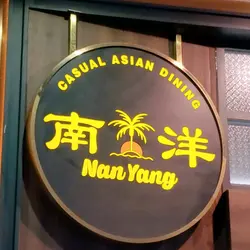 CASUAL ASIAN DINING
南洋
Nan Yang